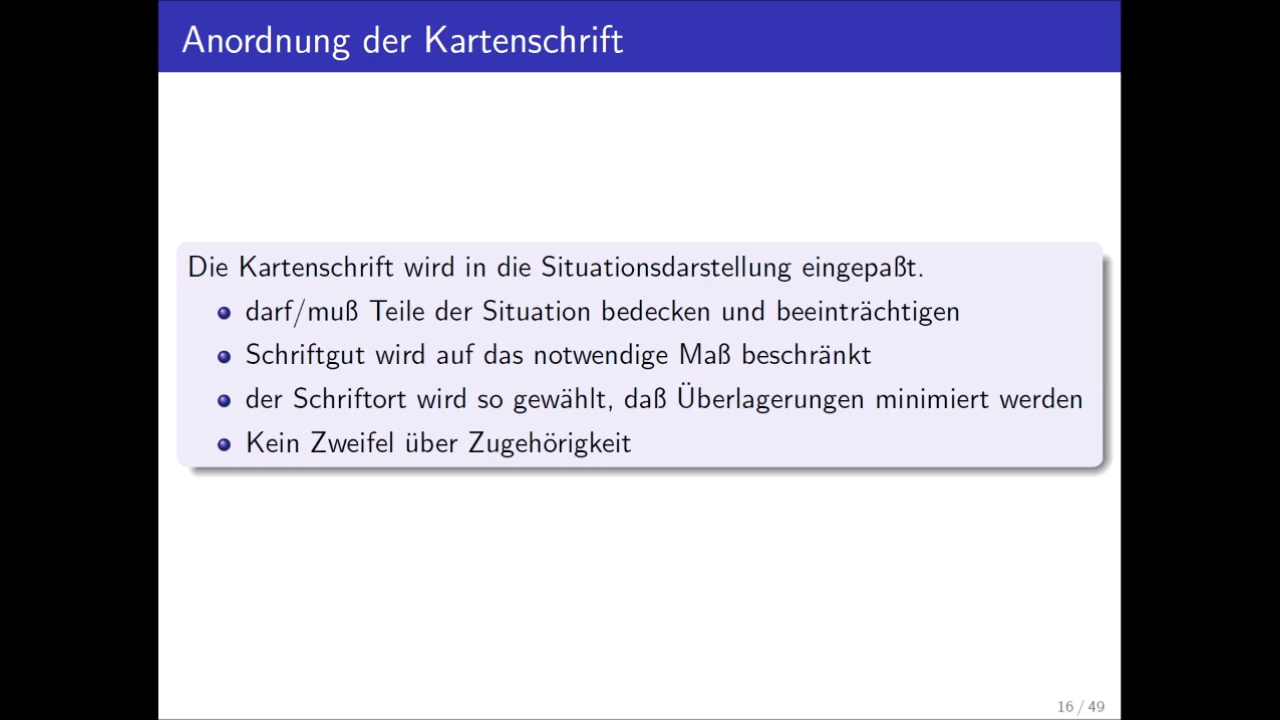 Anordnung der Kartenschrift
Die Kartenschrift wird in die Situationsdarstellung eingepaßt.
darf/muß Teile der Situation bedecken und beeinträchtigen
Schriftgut wird auf das notwendige Maß beschränkt
der Schriftort wird so gewählt, daß Überlagerungen minimiert werden
Kein Zweifel über Zugehörigkeit
16 / 49